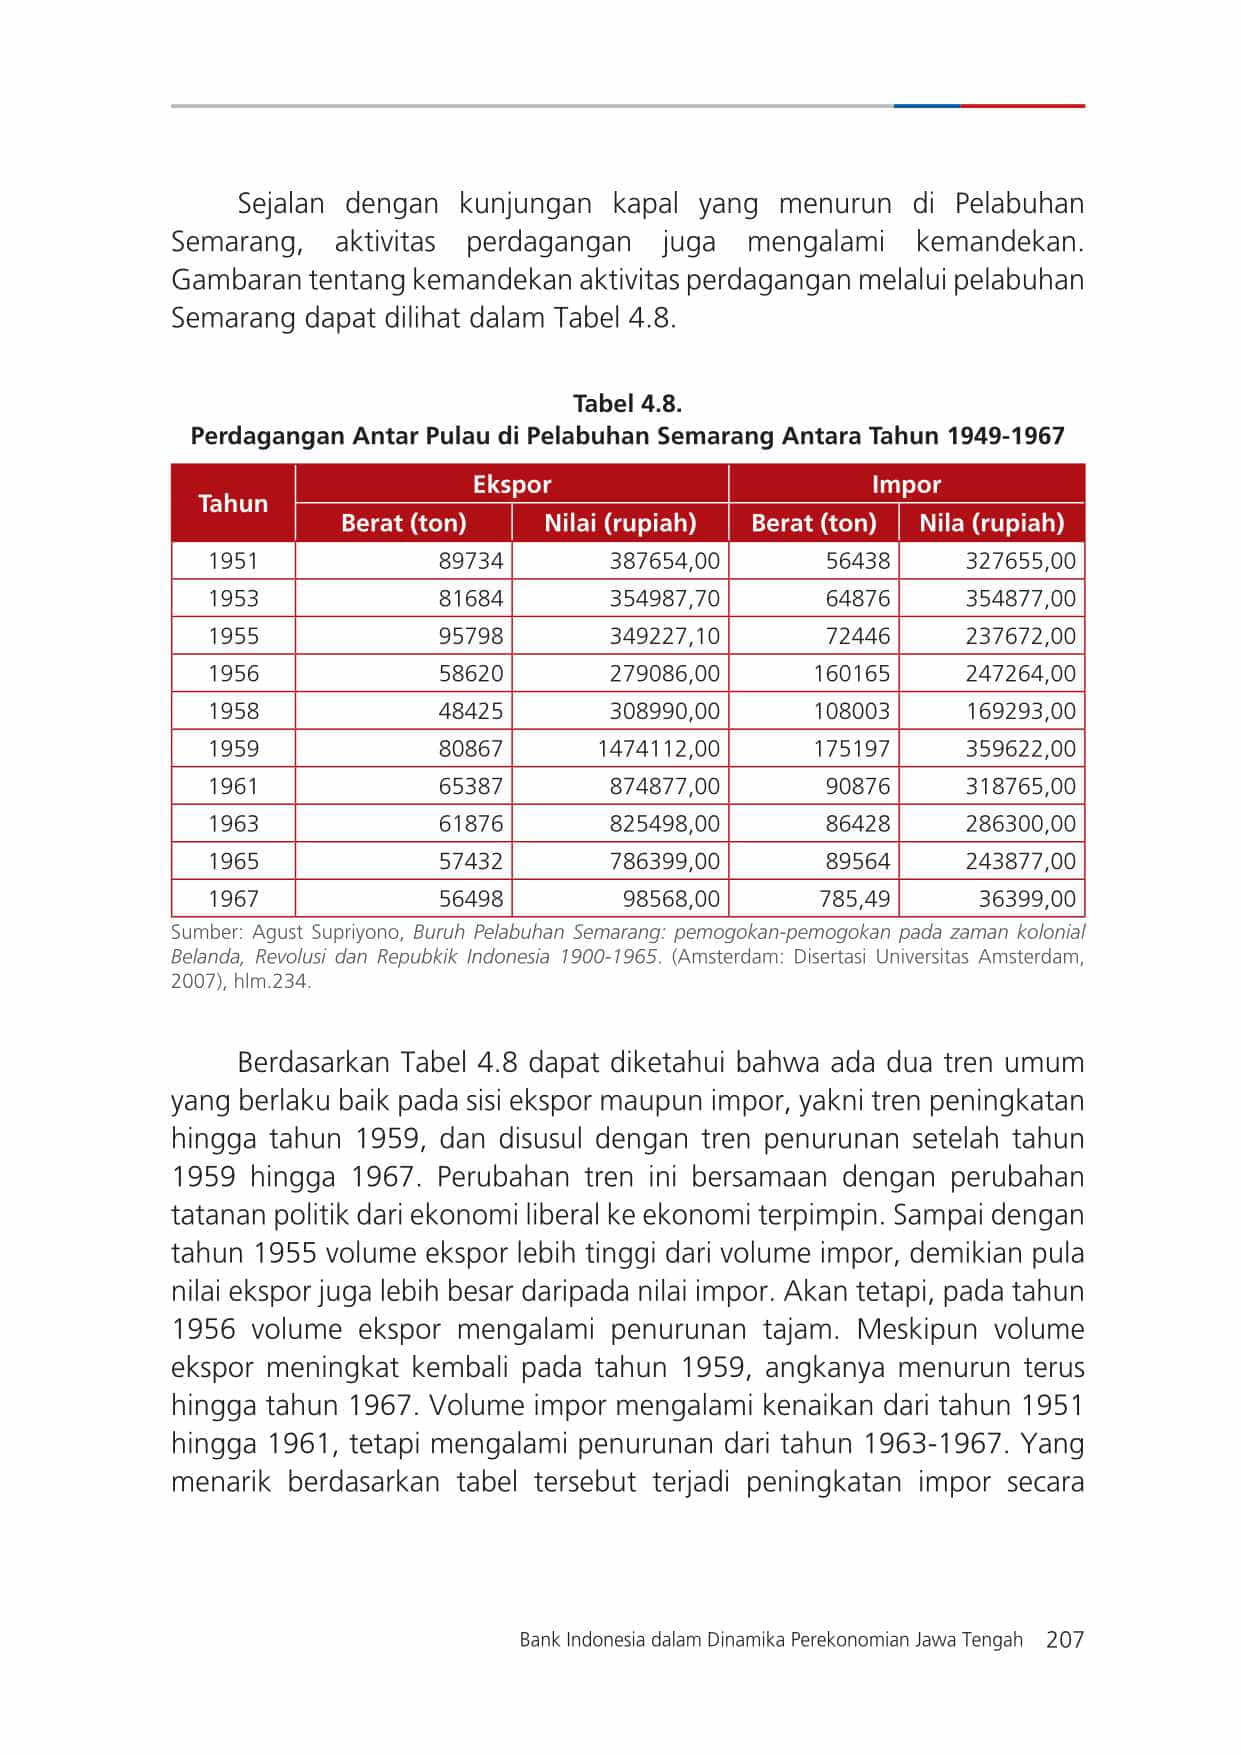 Sejalan dengan kunjungan kapal yang menurun di Pelabuhan
Semarang, aktivitas perdagangan juga mengalami kemandekan.
Gambaran tentang kemandekan aktivitas perdagangan melalui pelabuhan
Semarang dapat dilihat dalam Tabel 4.8.
Tabel 4.8.
Perdagangan Antar Pulau di Pelabuhan Semarang Antara Tahun 1949-1967
Tahun Ekspor Impor
Berat (ton) Nilai (rupiah) Berat (ton) Nila (rupiah)
1951 89734 387654,00 56438 327655,00
1953 81684 354987,70 64876 354877,00
1955 95798 349227,10 72446 237672,00
1956 58620 279086,00 160165 247264,00
1958 48425 308990,00 108003 169293,00
1959 80867 1474112,00 175197 359622,00
1961 65387 874877,00 90876 318765,00
1963 61876 825498,00 86428 286300,00
1965 57432 786399,00 89564 243877,00
1967 56498 98568,00 785,49 36399,00
Sumber: Agust Supriyono, Buruh Pelabuhan Semarang: pemogokan-pemogokan pada zaman kolonial
Belanda, Revolusi dan Repubkik Indonesia 1900-1965. (Amsterdam: Disertasi Universitas Amsterdam,
2007), hlm.234.
Berdasarkan Tabel 4.8 dapat diketahui bahwa ada dua tren umum
yang berlaku baik pada sisi ekspor maupun impor, yakni tren peningkatan
hingga tahun 1959, dan disusul dengan tren penurunan setelah tahun
1959 hingga 1967. Perubahan tren ini bersamaan dengan perubahan
tatanan politik dari ekonomi liberal ke ekonomi terpimpin. Sampai dengan
tahun 1955 volume ekspor lebih tinggi dari volume impor, demikian pula
nilai ekspor juga lebih besar daripada nilai impor. Akan tetapi, pada tahun
1956 volume ekspor mengalami penurunan tajam. Meskipun volume
ekspor meningkat kembali pada tahun 1959, angkanya menurun terus
hingga tahun 1967. Volume impor mengalami kenaikan dari tahun 1951
hingga 1961, tetapi mengalami penurunan dari tahun 1963-1967. Yang
menarik berdasarkan tabel tersebut terjadi peningkatan impor secara
Bank Indonesia dalam Dinamika Perekonomian Jawa Tengah 207